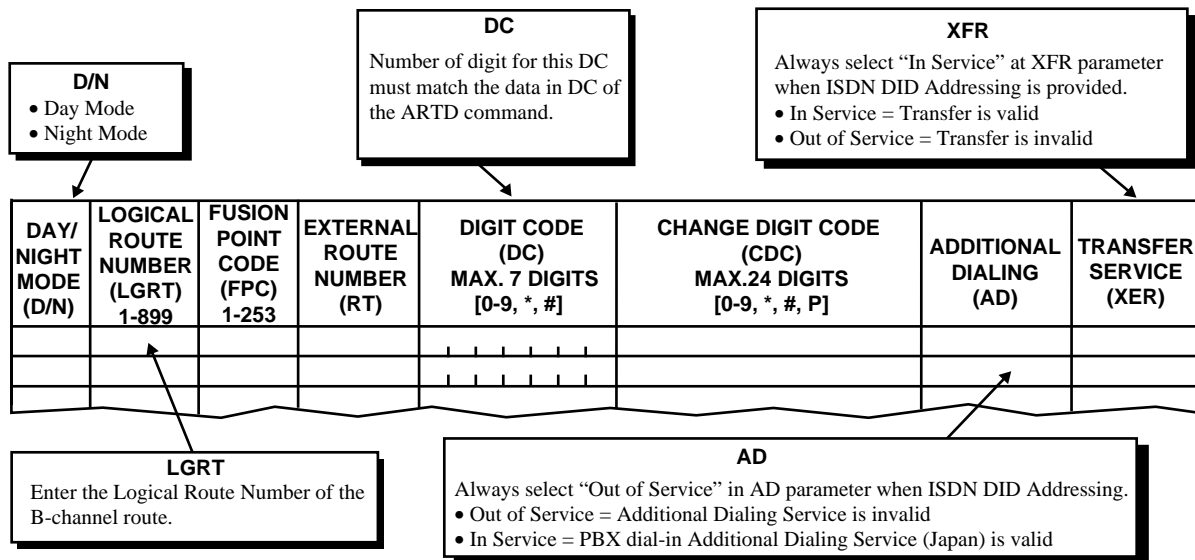 DC
Number of digit for this DC
must match the data in DC of
the ARTD command.
XFR
Always select “In Service” at XFR parameter
when ISDN DID Addressing is provided.
• In Service = Transfer is valid
• Out of Service = Transfer is invalid
D/N
• Day Mode
• Night Mode
DAY/
NIGHT
MODE
(D/N)
LOGICAL
ROUTE
NUMBER
(LGRT)
1-899
FUSION
POINT
CODE
(FPC)
1-253
EXTERNAL
ROUTE
NUMBER
(RT)
DIGIT CODE
(DC)
MAX. 7 DIGITS
[0-9, *, #]
CHANGE DIGIT CODE
(CDC)
MAX.24 DIGITS
[0-9, *, #, P]
ADDITIONAL
DIALING
(AD)
TRANSFER
SERVICE
(XER)
LGRT
Enter the Logical Route Number of the
B-channel route.
AD
Always select “Out of Service” in AD parameter when ISDN DID Addressing.
• Out of Service = Additional Dialing Service is invalid
• In Service = PBX dial-in Additional Dialing Service (Japan) is valid